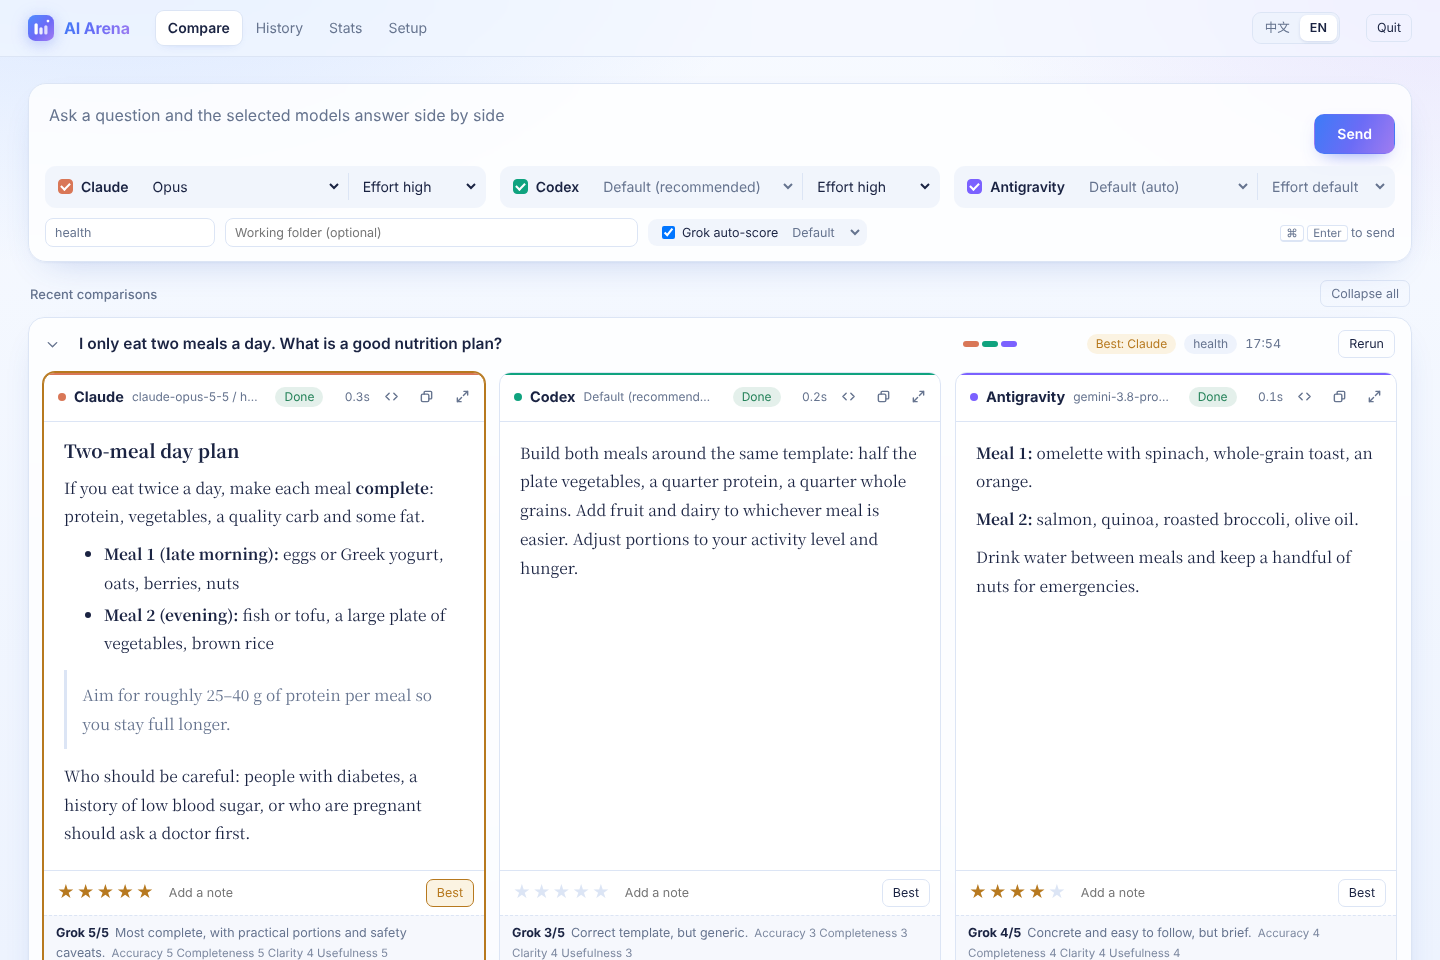 AI Arena
Compare
History
Stats
Setup
中文
EN
Quit
Ask a question and the selected models answer side by side
Send
Claude
Opus
Effort high
Codex
Default (recommended)
Effort high
Antigravity
Default (auto)
Effort default
health
Working folder (optional)
Grok auto-score
Default
⌘ Enter to send
Recent comparisons
Collapse all
I only eat two meals a day. What is a good nutrition plan?
Best: Claude
health
17:54
Rerun
Claude
claude-opus-5-5 / h...
Done
0.3s
Two-meal day plan
If you eat twice a day, make each meal complete:
protein, vegetables, a quality carb and some fat.
• Meal 1 (late morning): eggs or Greek yogurt,
oats, berries, nuts
• Meal 2 (evening): fish or tofu, a large plate of
vegetables, brown rice
Aim for roughly 25–40 g of protein per meal so
you stay full longer.
Who should be careful: people with diabetes, a
history of low blood sugar, or who are pregnant
should ask a doctor first.
★★★★★
Add a note
Best
Grok 5/5 Most complete, with practical portions and safety
caveats. Accuracy 5 Completeness 5 Clarity 4 Usefulness 5
Codex
Default (recommend...
Done
0.2s
Build both meals around the same template: half the
plate vegetables, a quarter protein, a quarter whole
grains. Add fruit and dairy to whichever meal is
easier. Adjust portions to your activity level and
hunger.
★★★★★
Add a note
Best
Grok 3/5 Correct template, but generic. Accuracy 3 Completeness 3
Clarity 4 Usefulness 3
Antigravity
gemini-3.8-pro...
Done
0.1s
Meal 1: omelette with spinach, whole-grain toast, an
orange.
Meal 2: salmon, quinoa, roasted broccoli, olive oil.
Drink water between meals and keep a handful of
nuts for emergencies.
★★★★★
Add a note
Best
Grok 4/5 Concrete and easy to follow, but brief. Accuracy 4
Completeness 4 Clarity 4 Usefulness 4